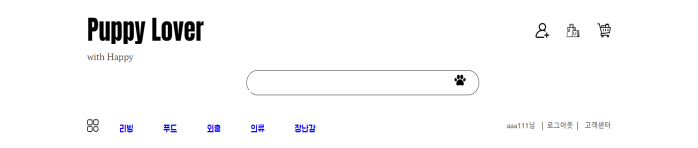 Puppy Lover
with Happy
리빙 푸드 외출 의류 장난감
aaa111님 | 로그아웃 | 고객센터